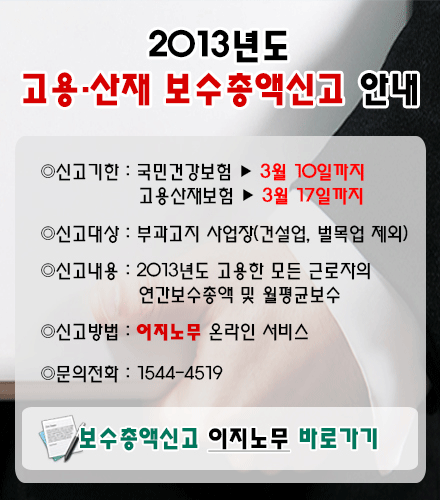 2013년도
고용·산재 보수총액신고 안내
◎신고기한 : 국민건강보험 ▶ 3월 10일까지
고용산재보험 ▶ 3월 17일까지
◎신고대상 : 부과고지 사업장(건설업, 벌목업 제외)
◎신고내용 : 2013년도 고용한 모든 근로자의
연간보수총액 및 월평균보수
◎신고방법 : 이지노무 온라인 서비스
◎문의전화 : 1544-4519
보수총액신고 이지노무 바로가기